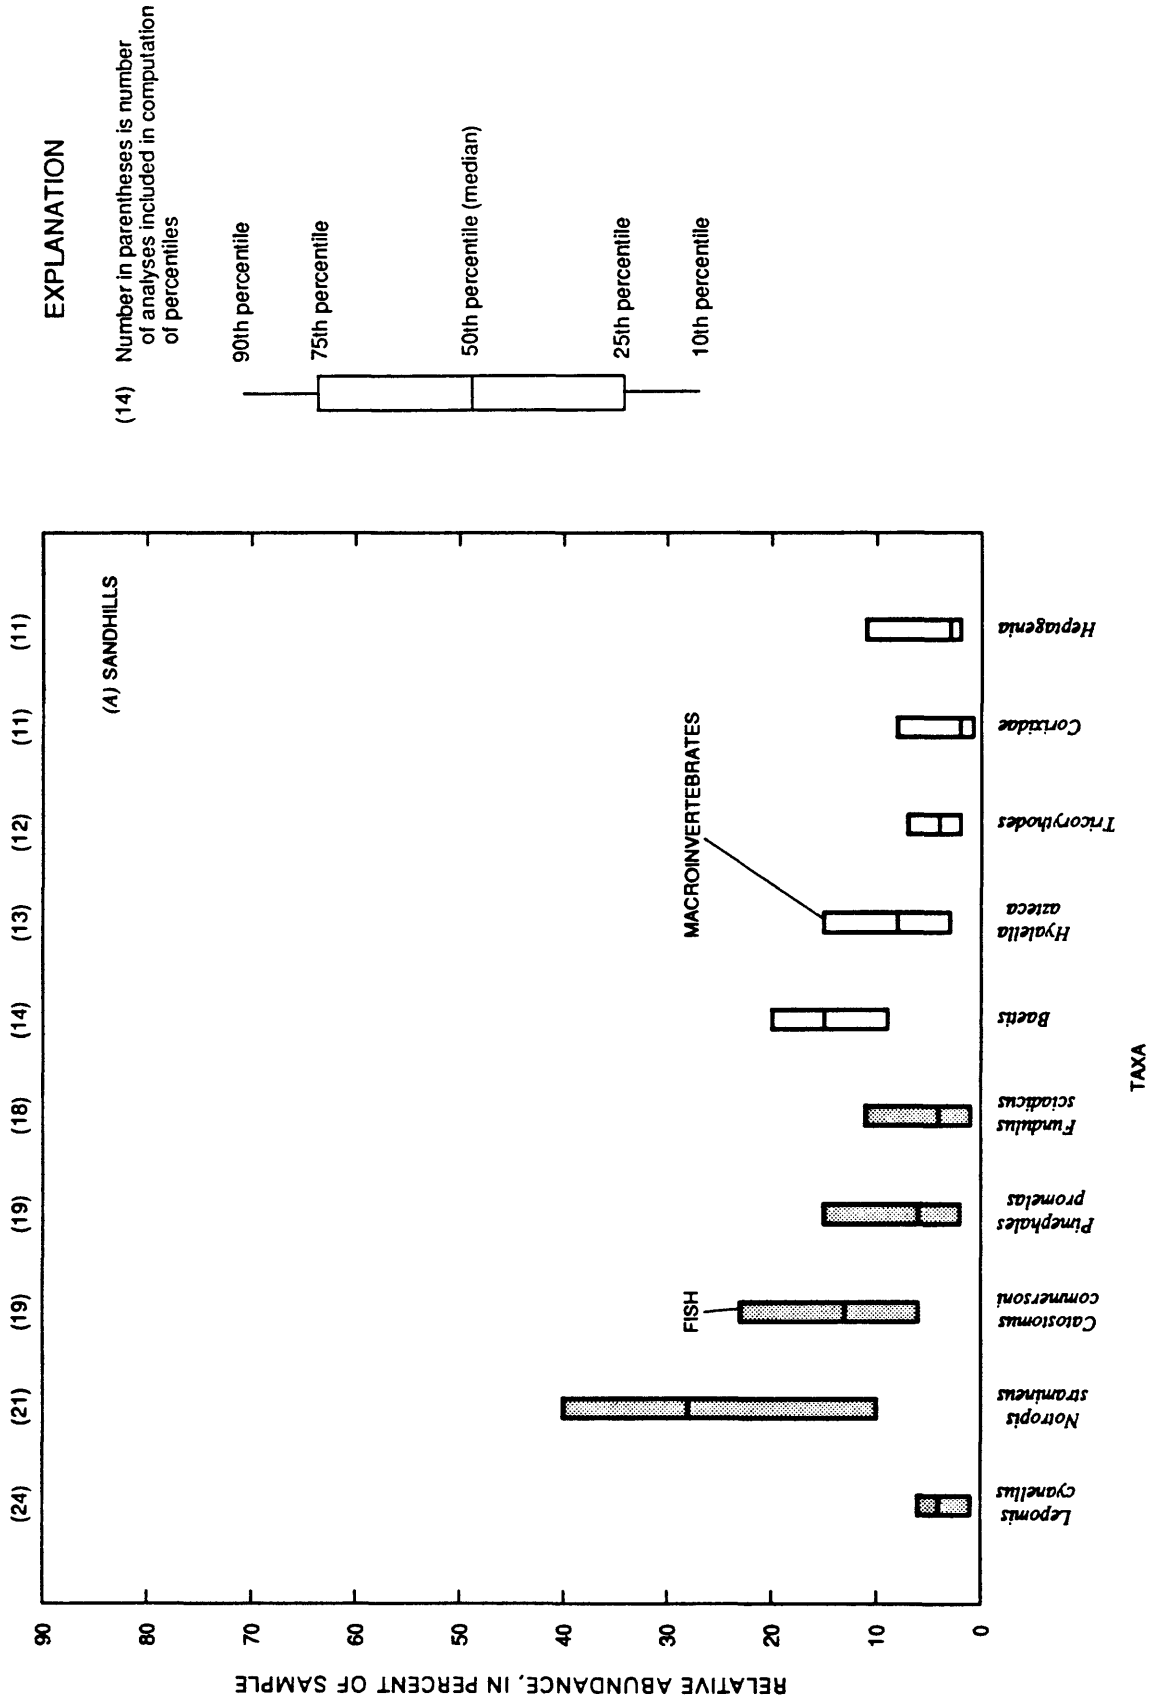 EXPLANATION
(14) Number in parentheses is number
of analyses included in computation
of percentiles
90th percentile
75th percentile
50th percentile (median)
25th percentile
10th percentile
(24) (21) (19) (19) (18) (14) (13) (12) (11) (11)
(A) SANDHILLS
FISH
MACROINVERTEBRATES
RELATIVE ABUNDANCE, IN PERCENT OF SAMPLE
90
80
70
60
50
40
30
20
10
0
Lepomis
cyanellus
Notropis
stramineus
Catostomus
commersoni
Pimephales
promelas
Fundulus
sciadicus
Baetis
Hyalella
azteca
Tricorythodes
Corixidae
Heptagenia
TAXA